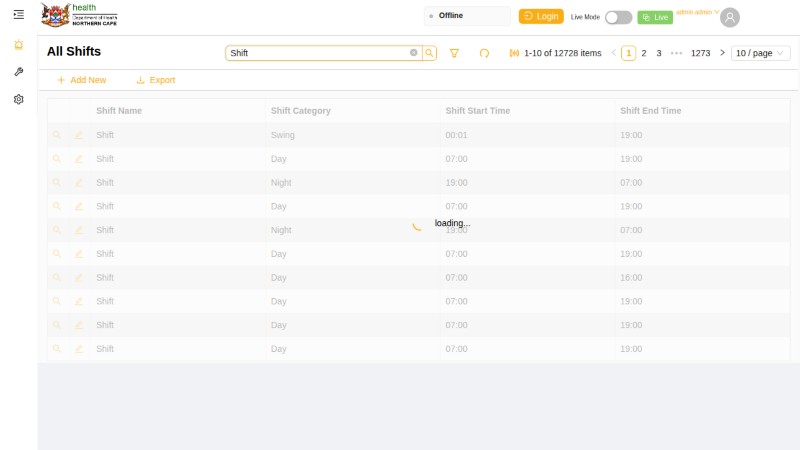 health
Department of Health
NORTHERN CAPE
Offline
Login
Live Mode
Live
admin admin
All Shifts
Shift
1-10 of 12728 items
1 2 3 ••• 1273
10 / page
Add New
Export
Shift Name Shift Category Shift Start Time Shift End Time
Shift Swing 00:01 19:00
Shift Day 07:00 19:00
Shift Night 19:00 07:00
Shift Day 07:00 19:00
loading...
Shift Night 19:00 07:00
Shift Day 07:00 19:00
Shift Day 07:00 16:00
Shift Day 07:00 19:00
Shift Day 07:00 19:00
Shift Day 07:00 19:00